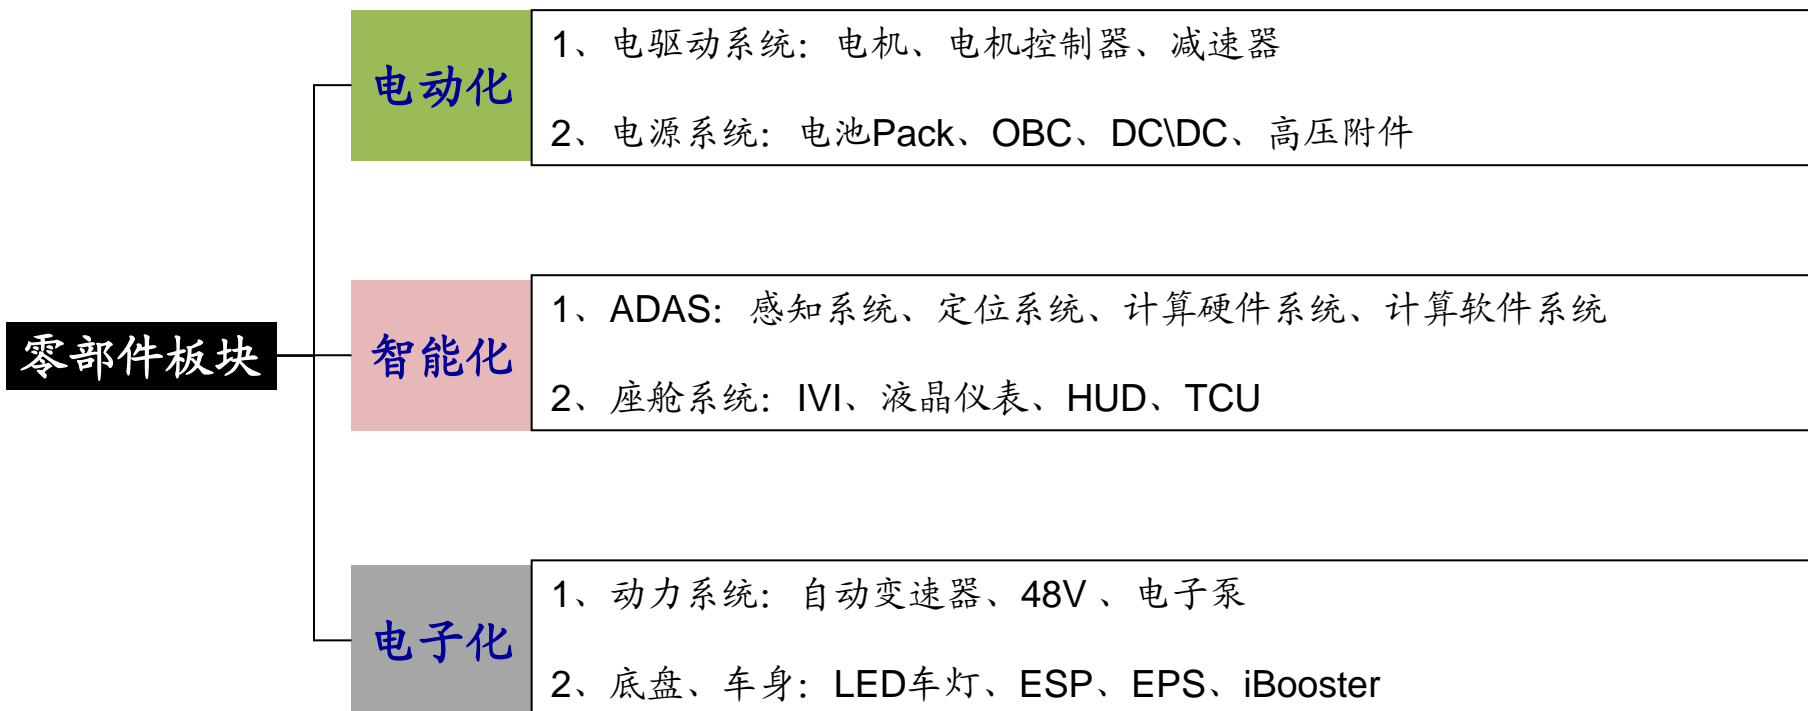 零部件板块
电动化
1、电驱动系统：电机、电机控制器、减速器
2、电源系统：电池Pack、OBC、DC\DC、高压附件
智能化
1、ADAS：感知系统、定位系统、计算硬件系统、计算软件系统
2、座舱系统：IVI、液晶仪表、HUD、TCU
电子化
1、动力系统：自动变速器、48V 、电子泵
2、底盘、车身：LED车灯、ESP、EPS、iBooster